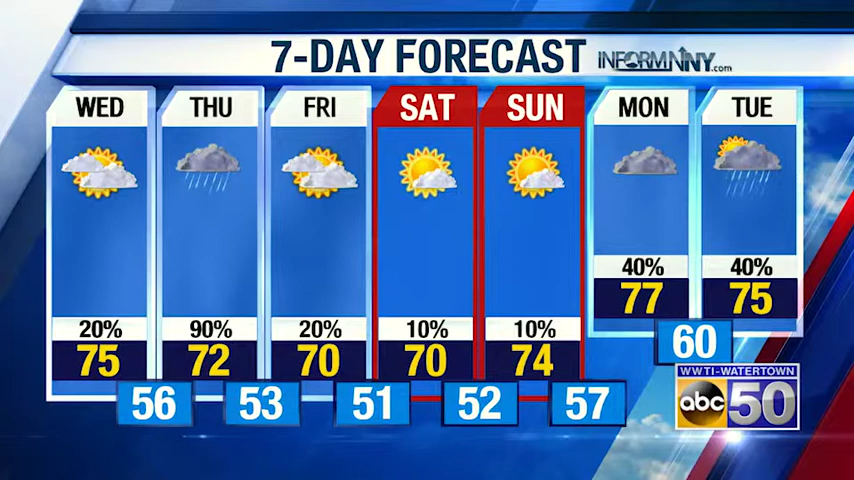 7-DAY FORECAST INFORMNNY.com
WED THU FRI SAT SUN MON TUE
40% 40%
77 75
20% 90% 20% 10% 10%
75 72 70 70 74
60
56 53 51 52 57
WWTI-WATERTOWN
abc 50